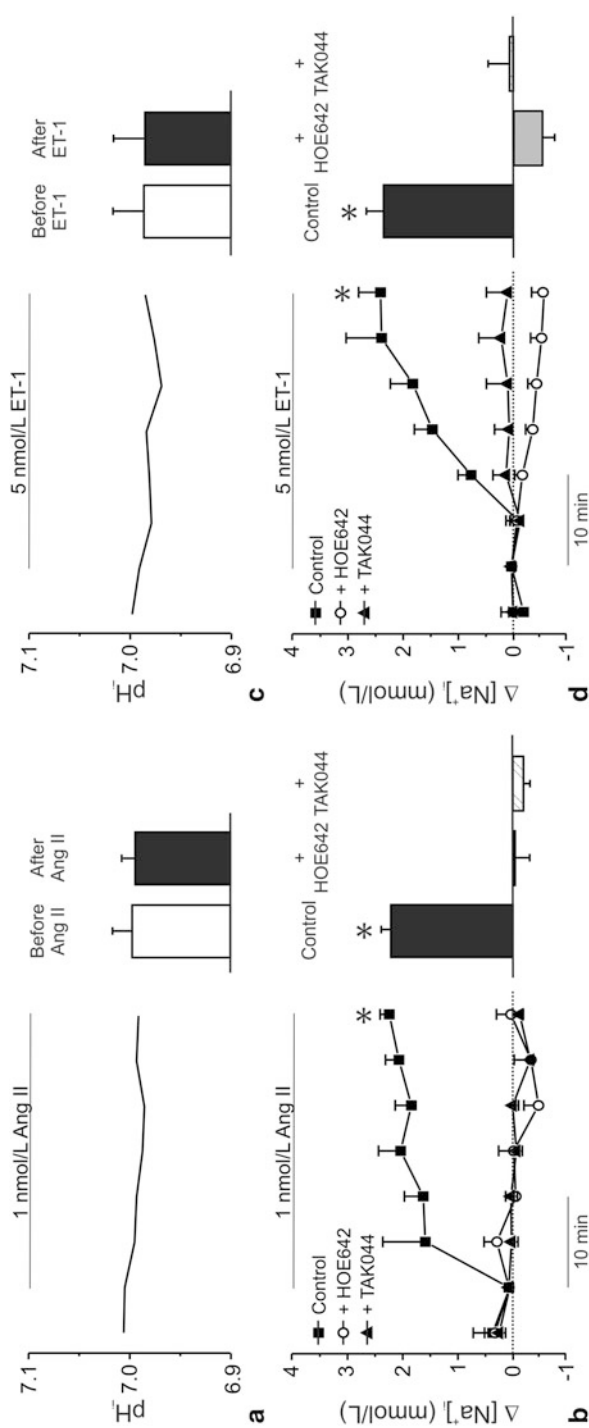 1 nmol/L Ang II
7.1
7.0
6.9
pHi
Before
Ang II
After
Ang II
a
1 nmol/L Ang II
Control
+ HOE642
+ TAK044
4
3
2
1
0
-1
Δ [Na+]i (mmol/L)
*
10 min
Control
+
HOE642
+
TAK044
*
b
5 nmol/L ET-1
7.1
7.0
6.9
pHi
Before
ET-1
After
ET-1
c
5 nmol/L ET-1
Control
+ HOE642
+ TAK044
4
3
2
1
0
-1
Δ [Na+]i (mmol/L)
*
10 min
Control
+
HOE642
+
TAK044
*
d